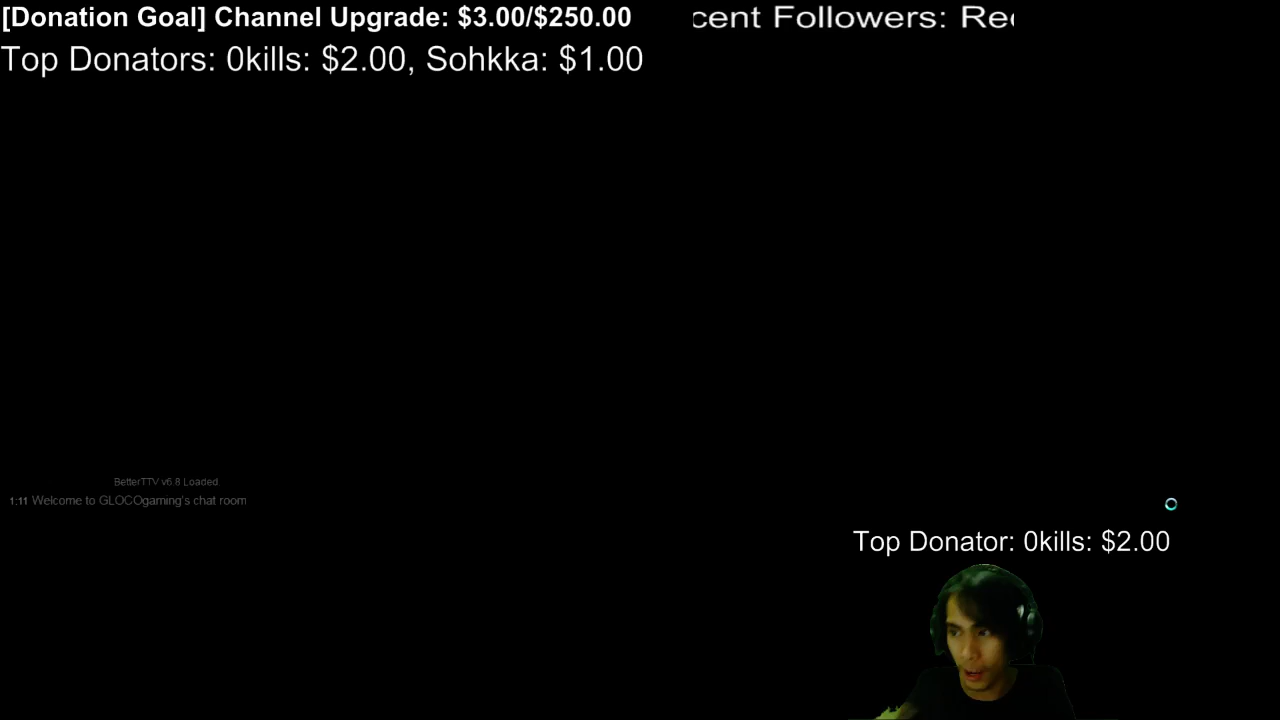 [Donation Goal] Channel Upgrade: $3.00/$250.00
cent Followers: Rec
Top Donators: 0kills: $2.00, Sohkka: $1.00
BetterTTV v6.8 Loaded.
1:11 Welcome to GLOCOgaming's chat room
Top Donator: 0kills: $2.00